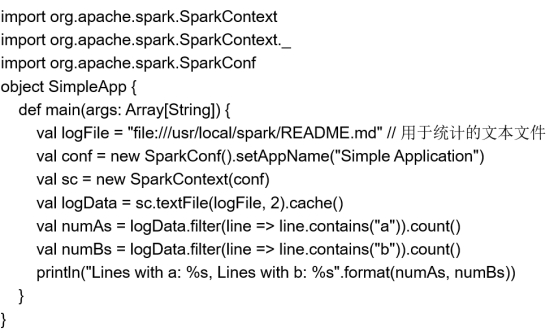 import org.apache.spark.SparkContext
import org.apache.spark.SparkContext._
import org.apache.spark.SparkConf
object SimpleApp {
def main(args: Array[String]) {
val logFile = "file:///usr/local/spark/README.md" // 用于统计的文本文件
val conf = new SparkConf().setAppName("Simple Application")
val sc = new SparkContext(conf)
val logData = sc.textFile(logFile, 2).cache()
val numAs = logData.filter(line => line.contains("a")).count()
val numBs = logData.filter(line => line.contains("b")).count()
println("Lines with a: %s, Lines with b: %s".format(numAs, numBs))
}
}